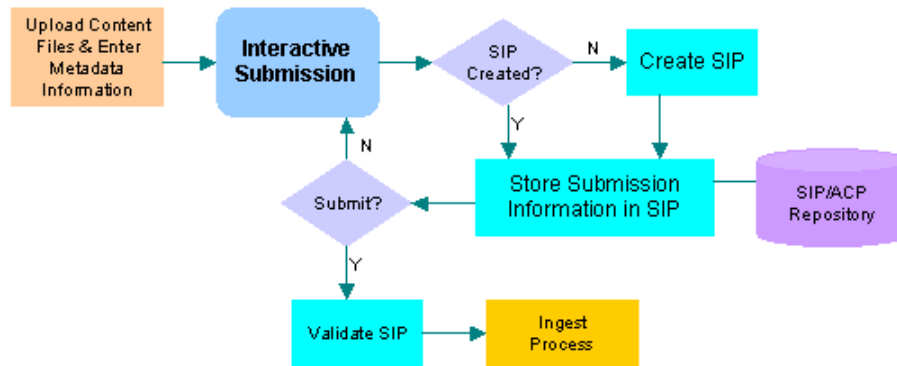 Upload Content
Files & Enter
Metadata
Information
Interactive
Submission
SIP
Created?
N
Create SIP
Y
Store Submission
Information in SIP
SIP/ACP
Repository
N
Submit?
Y
Validate SIP
Ingest
Process